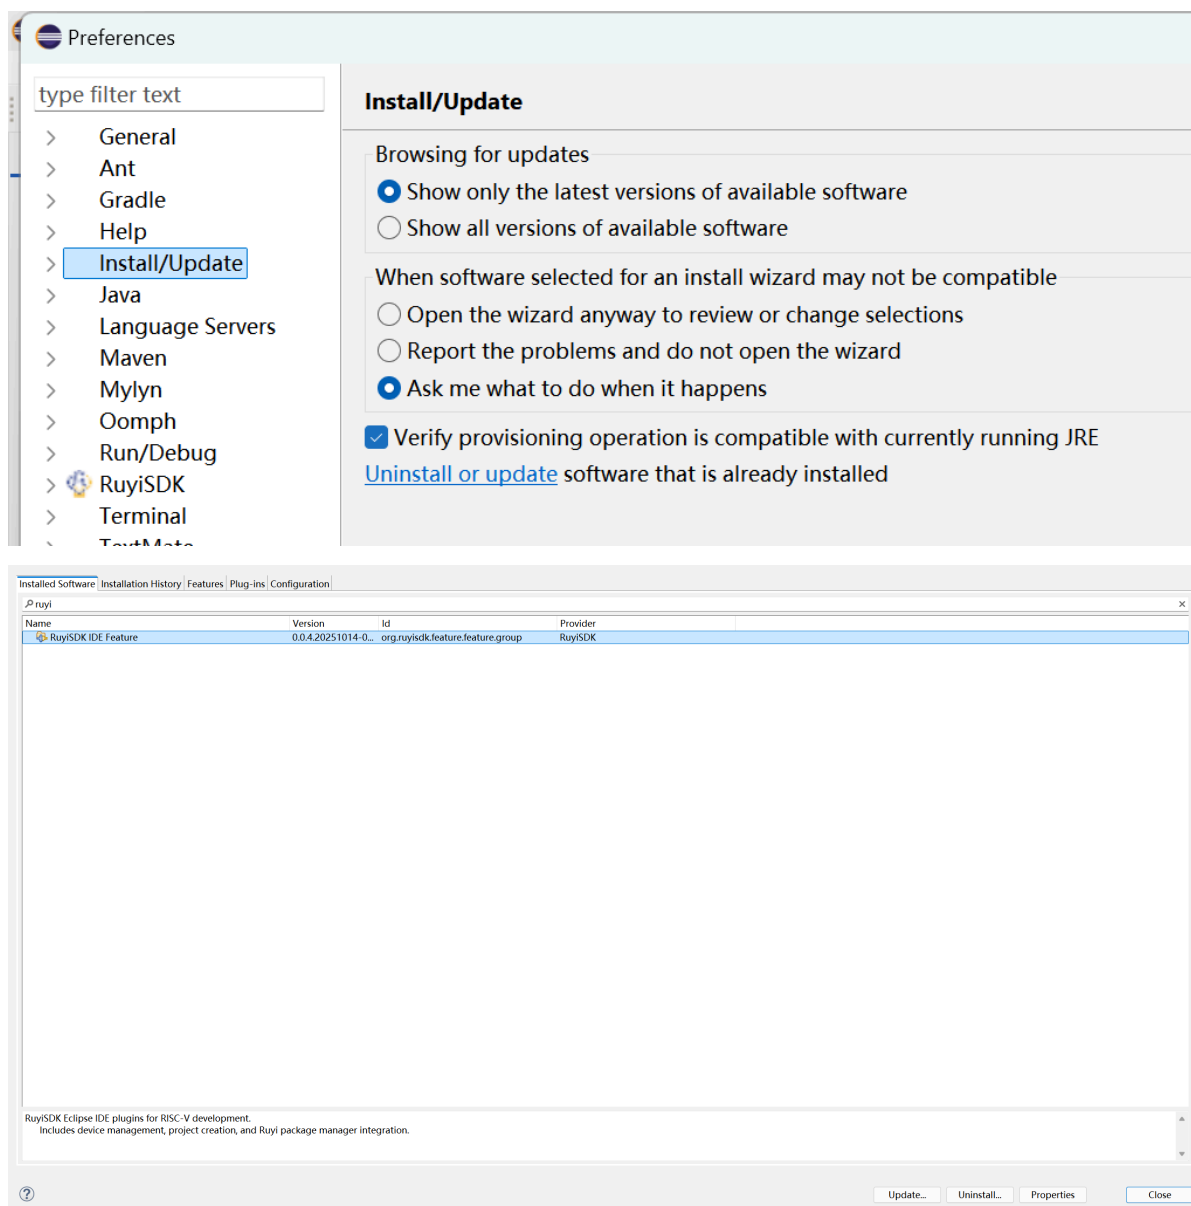 Preferences
type filter text
General
Ant
Gradle
Help
Install/Update
Java
Language Servers
Maven
Mylyn
Oomph
Run/Debug
RuyiSDK
Terminal
TextMate
Install/Update
Browsing for updates
Show only the latest versions of available software
Show all versions of available software
When software selected for an install wizard may not be compatible
Open the wizard anyway to review or change selections
Report the problems and do not open the wizard
Ask me what to do when it happens
Verify provisioning operation is compatible with currently running JRE
Uninstall or update software that is already installed
Installed Software Installation History Features Plug-ins Configuration
ruyi
Name Version Id Provider
RuyiSDK IDE Feature 0.0.4.20251014-0... org.ruyisdk.feature.feature.group RuyiSDK
RuyiSDK Eclipse IDE plugins for RISC-V development.
Includes device management, project creation, and Ruyi package manager integration.
Update... Uninstall... Properties Close